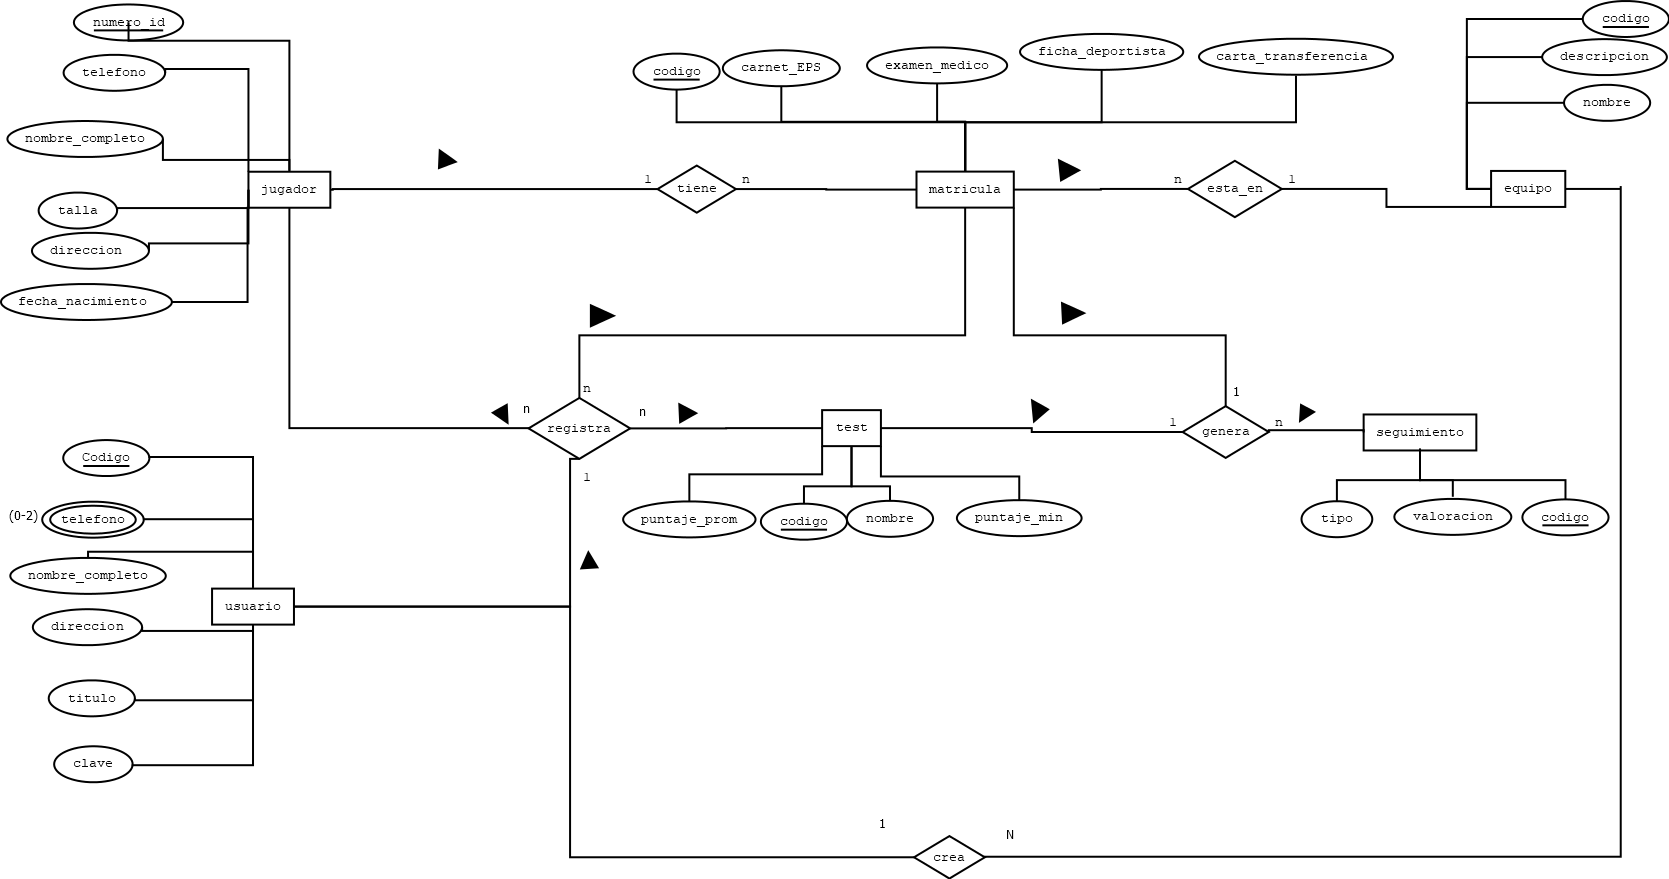 numero_id
telefono
nombre_completo
talla
direccion
fecha_nacimiento
jugador
codigo
carnet_EPS
examen_medico
ficha_deportista
carta_transferencia
codigo
descripcion
nombre
1
tiene
n
matricula
n
esta_en
1
equipo
n
n
registra
n
1
test
1
1
genera
n
seguimiento
puntaje_prom
codigo
nombre
puntaje_min
tipo
valoracion
codigo
Codigo
(0-2)
telefono
nombre_completo
usuario
direccion
titulo
clave
1
crea
N